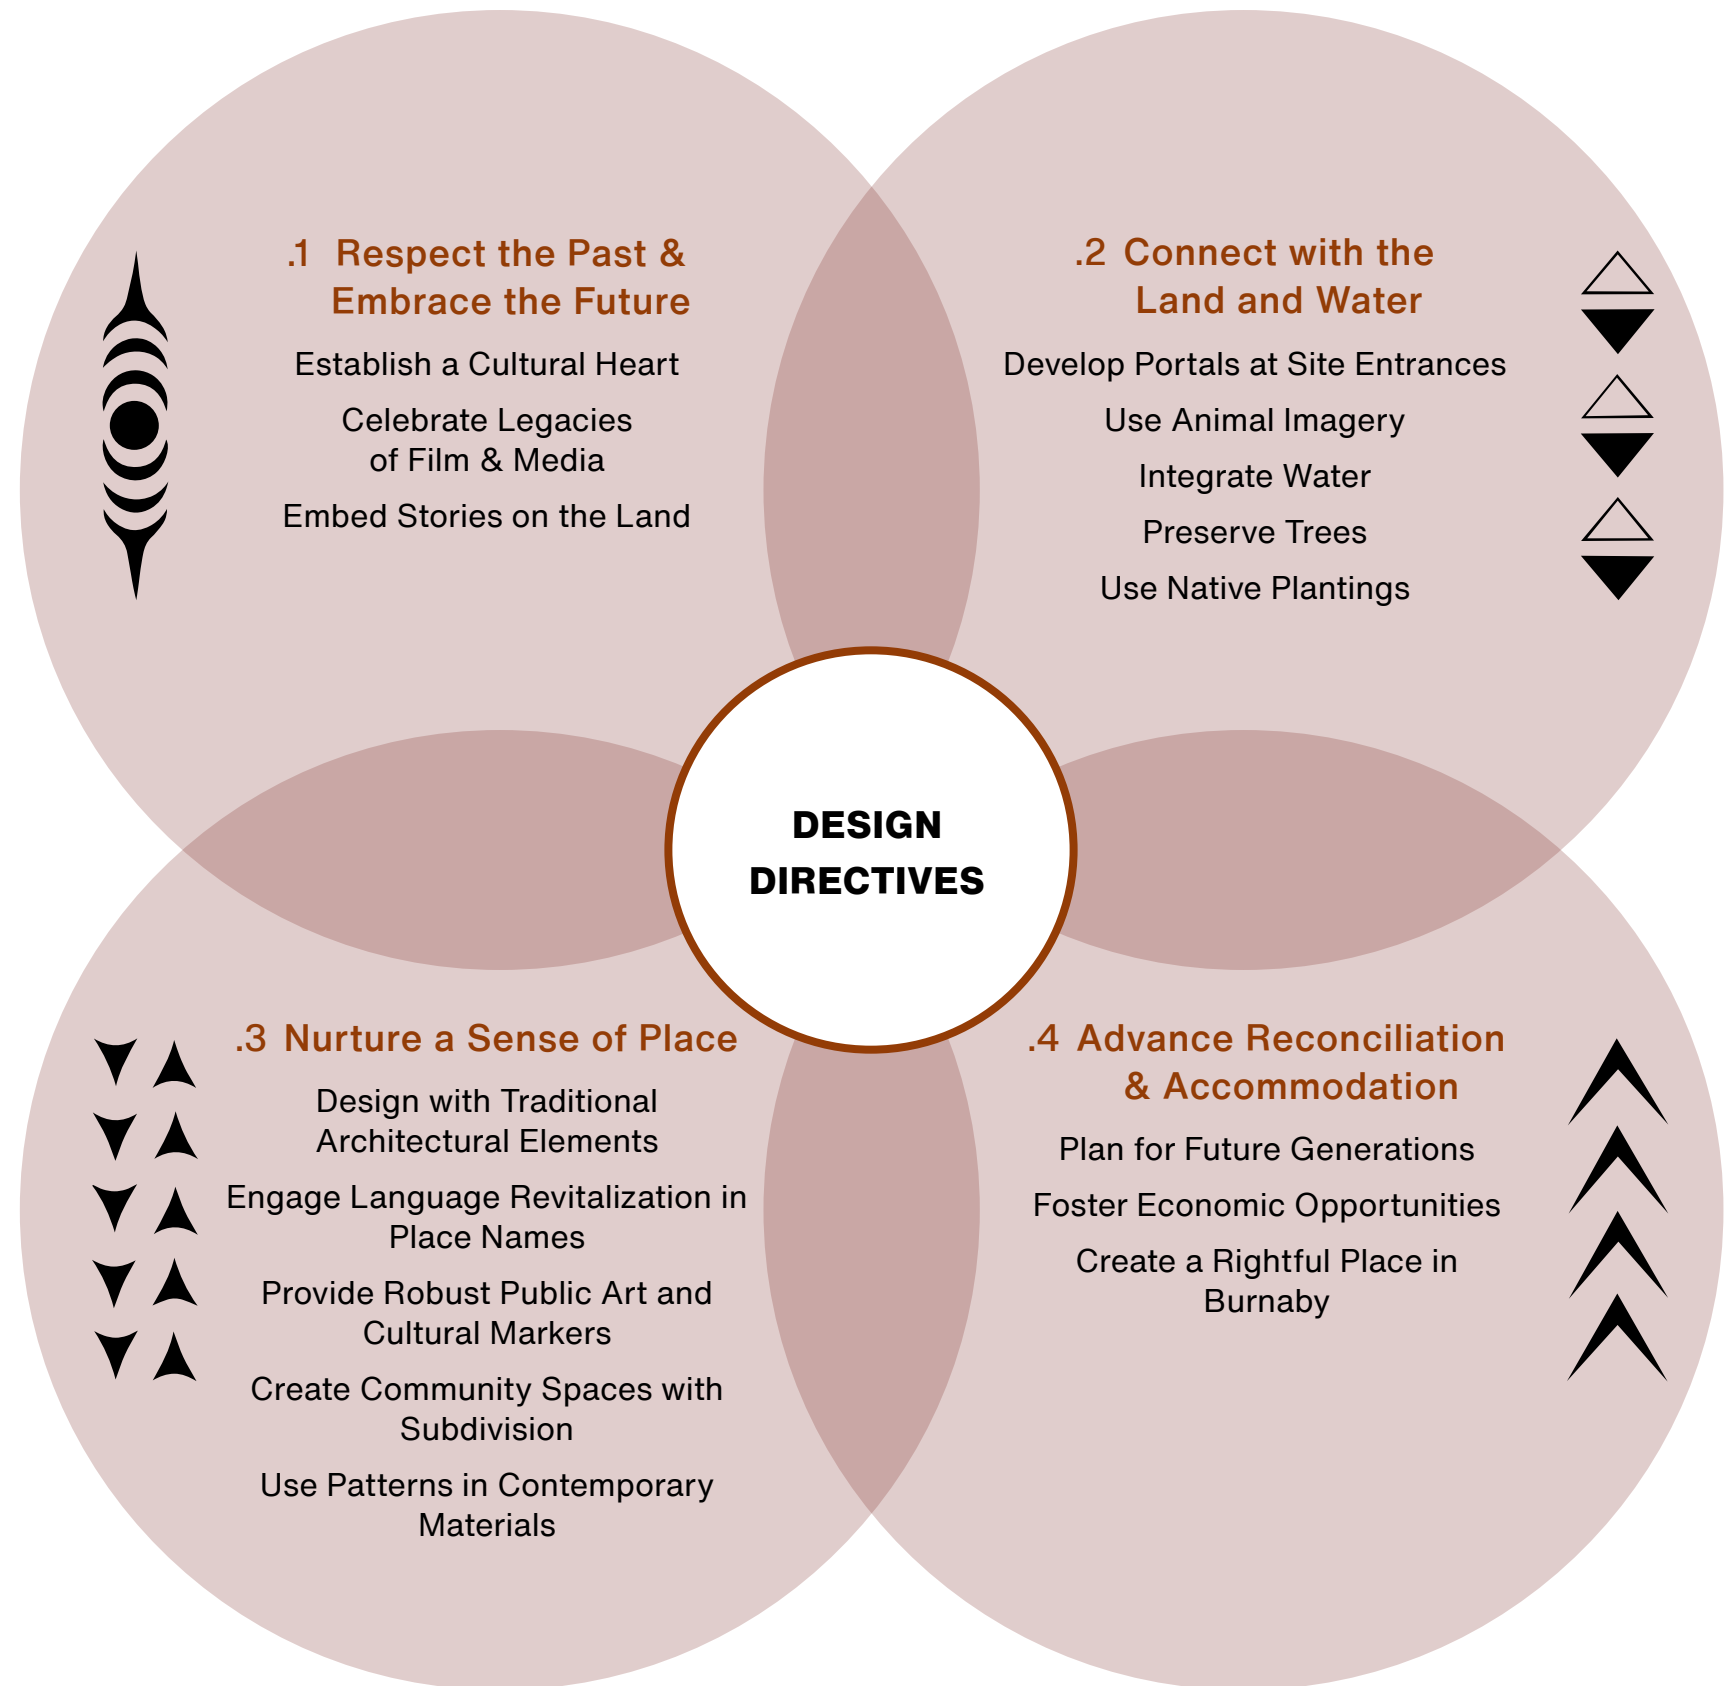 .1 Respect the Past &
Embrace the Future
Establish a Cultural Heart
Celebrate Legacies
of Film & Media
Embed Stories on the Land
.2 Connect with the
Land and Water
Develop Portals at Site Entrances
Use Animal Imagery
Integrate Water
Preserve Trees
Use Native Plantings
DESIGN
DIRECTIVES
.3 Nurture a Sense of Place
Design with Traditional
Architectural Elements
Engage Language Revitalization in
Place Names
Provide Robust Public Art and
Cultural Markers
Create Community Spaces with
Subdivision
Use Patterns in Contemporary
Materials
.4 Advance Reconciliation
& Accommodation
Plan for Future Generations
Foster Economic Opportunities
Create a Rightful Place in
Burnaby